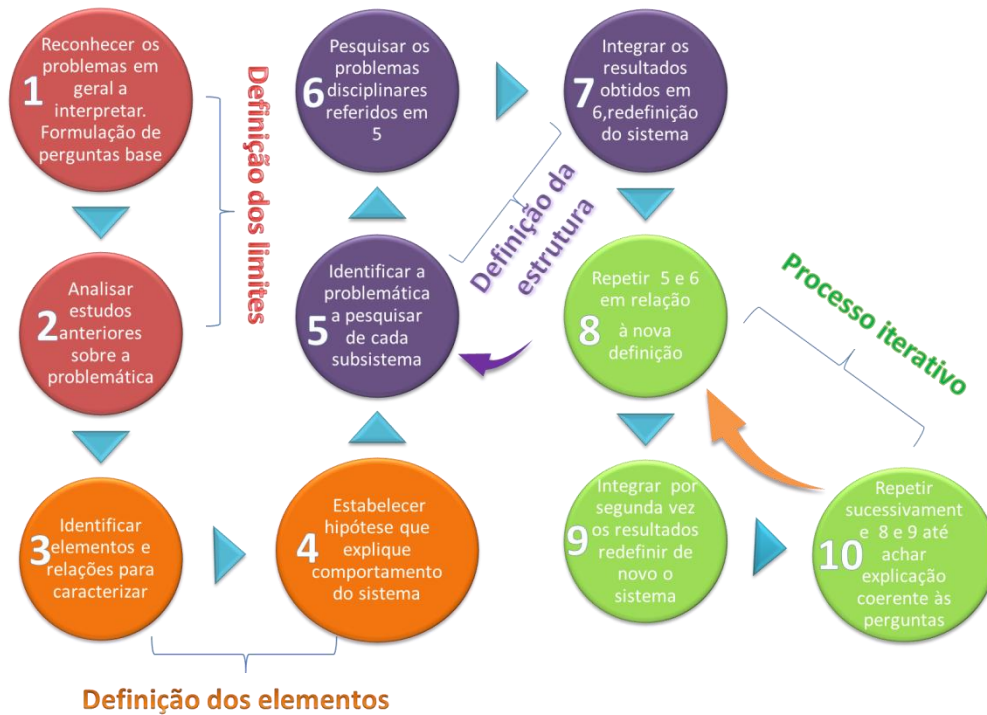 1
Reconhecer os
problemas em
geral a
interpretar.
Formulação de
perguntas base
Definição dos limites
2
Analisar
estudos
anteriores
sobre a
problemática
3
Identificar
elementos e
relações para
caracterizar
4
Estabelecer
hipótese que
explique
comportamento
do sistema
Definição dos elementos
5
Identificar a
problemática
a pesquisar
de cada
subsistema
6
Pesquisar os
problemas
disciplinares
referidos em
5
Definição da
estrutura
7
Integrar os
resultados
obtidos em
6,redefinição
do sistema
8
Repetir 5 e 6
em relação
à nova
definição
9
Integrar por
segunda vez
os resultados
redefinir de
novo o
sistema
10
Repetir
sucessivament
e 8 e 9 até
achar
explicação
coerente às
perguntas
Processo iterativo